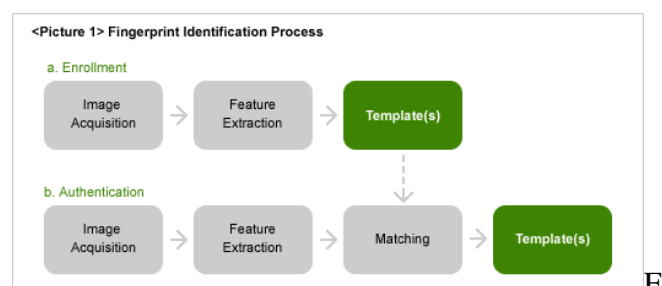 <Picture 1> Fingerprint Identification Process
a. Enrollment
Image
Acquisition
Feature
Extraction
Template(s)
b. Authentication
Image
Acquisition
Feature
Extraction
Matching
Template(s)